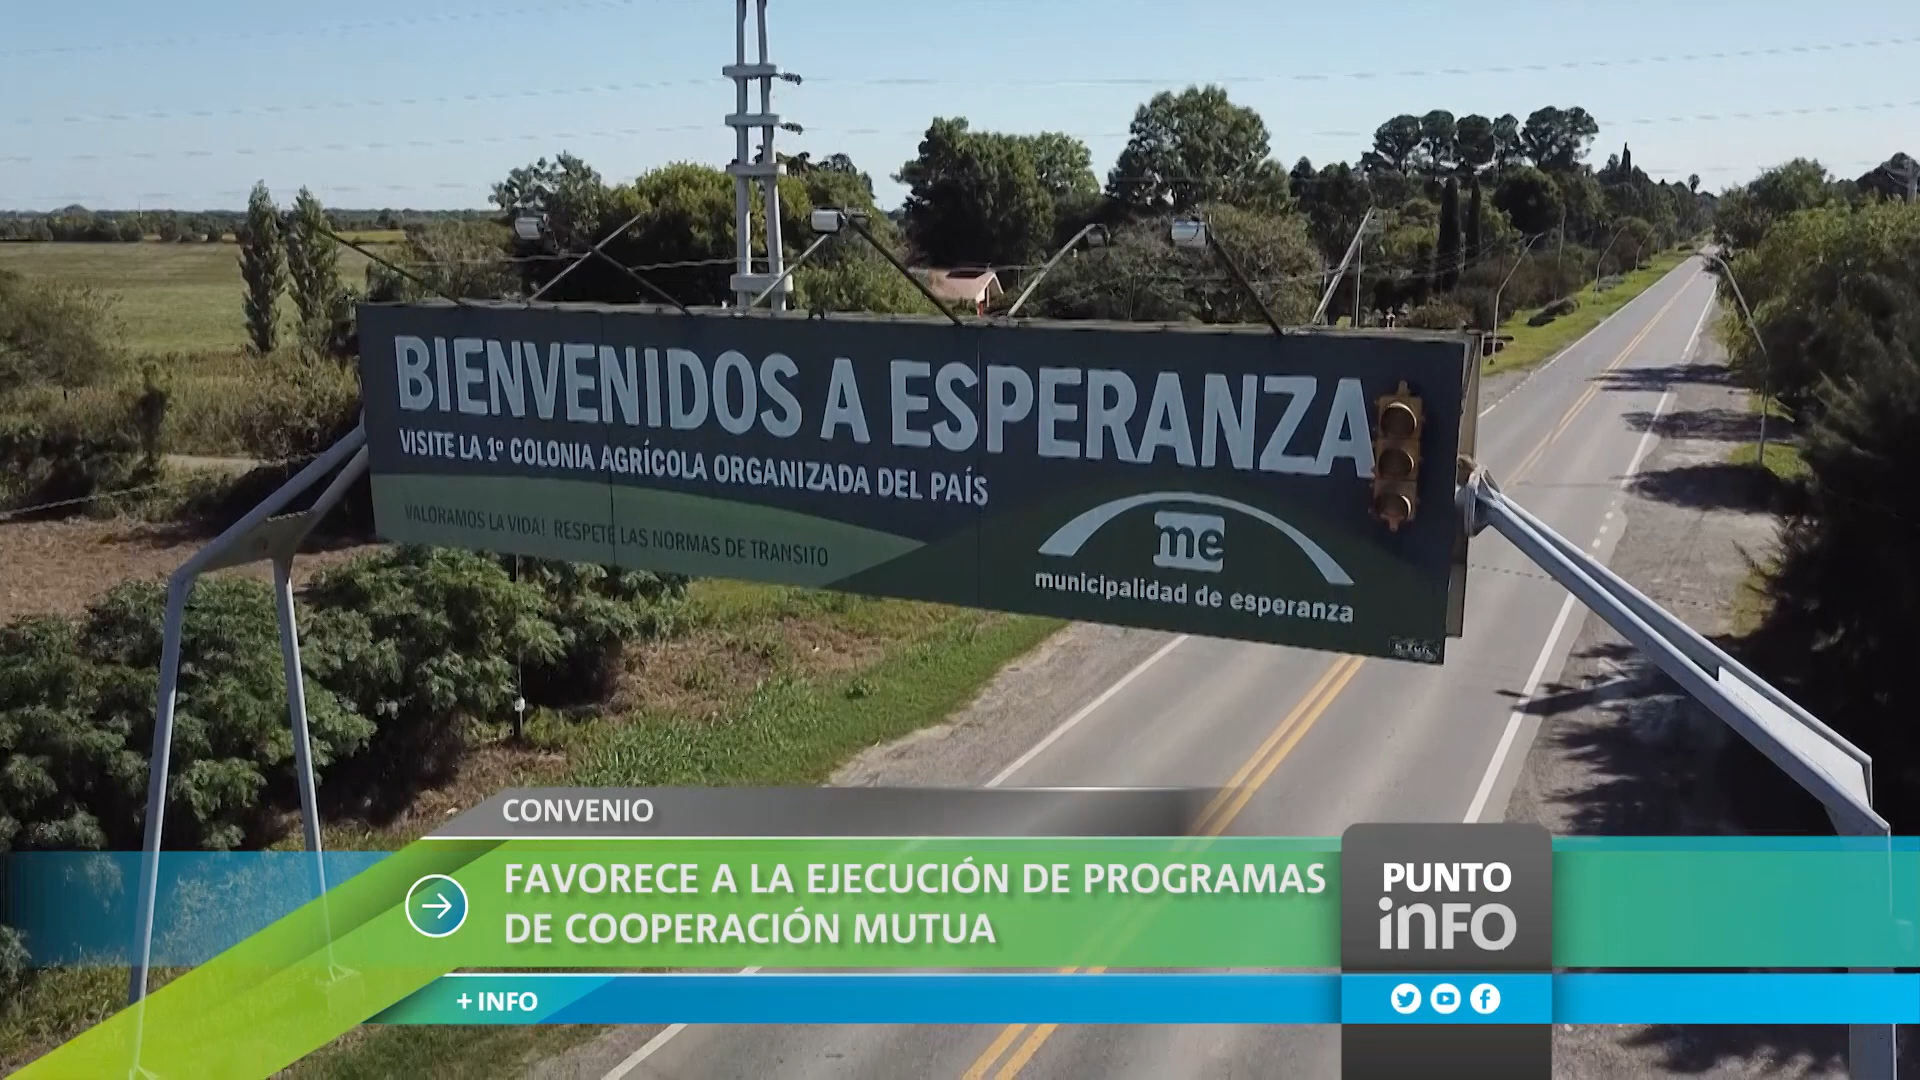 BIENVENIDOS A ESPERANZA
VISITE LA 1º COLONIA AGRÍCOLA ORGANIZADA DEL PAÍS
VALORAMOS LA VIDA! RESPETE LAS NORMAS DE TRANSITO
me
municipalidad de esperanza
CONVENIO
FAVORECE A LA EJECUCIÓN DE PROGRAMAS
DE COOPERACIÓN MUTUA
PUNTO
iNFO
+ INFO